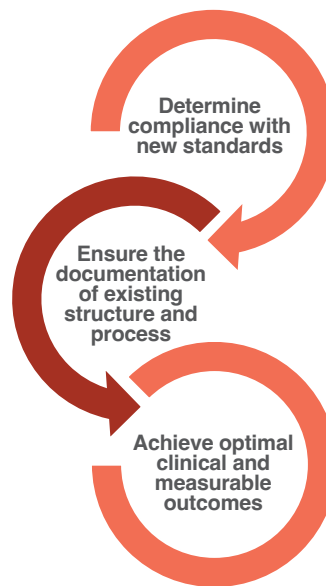 Determine
compliance with
new standards
Ensure the
documentation
of existing
structure and
process
Achieve optimal
clinical and
measurable
outcomes